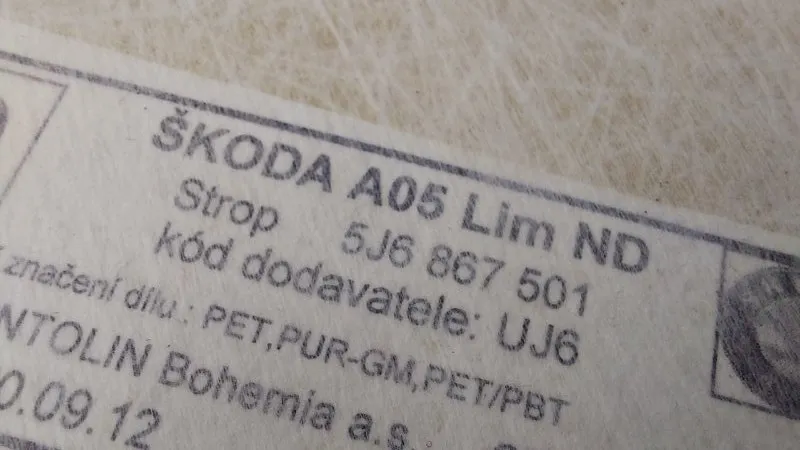 ŠKODA A05 Lim ND
Strop 5J6 867 501
kód dodavatele: UJ6
značení dílu.: PET,PUR-GM,PET/PBT
NTOLIN Bohemia a.s.
0.09.12